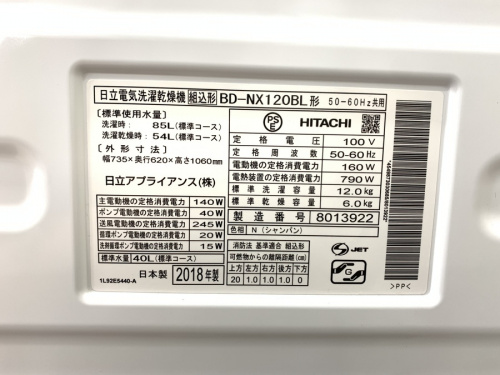 日立電気洗濯乾燥機 組込形 BD-NX120BL形 50-60Hz共用
[標準使用水量]
洗濯時: 85L(標準コース)
洗濯乾燥時: 54L(標準コース)
[外形寸法]
幅735×奥行620×高さ1060mm
日立アプライアンス(株)
主電動機の定格消費電力 140W
ポンプ電動機の定格消費電力 40W
送風電動機の定格消費電力 245W
循環ポンプ電動機の定格消費電力 20W
洗剤循環ポンプ電動機の定格消費電力 15W
標準水量 40L(標準コース)
日本製 2018年製
1L92E5440-A
PSE HITACHI
定格電圧 100V
定格周波数 50-60Hz
電動機の定格消費電力 160W
電熱装置の定格消費電力 790W
標準洗濯容量 12.0kg
標準乾燥容量 6.0kg
製造番号 8013922
色相 N(シャンパン)
消防法 基準適合 組込形
可燃物からの離隔距離(cm)
上方 左方 右方 前方 後方 下方
20 1.0 1.0 0 1.0 0
S JET
G
>PP<